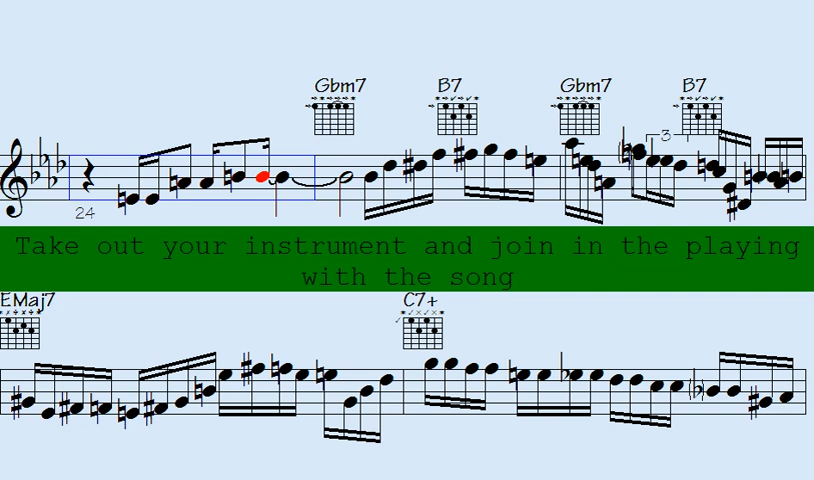 Gbm7 B7 Gbm7 B7
3
24
Take out your instrument and join in the playing
with the song
EMaj7 C7+